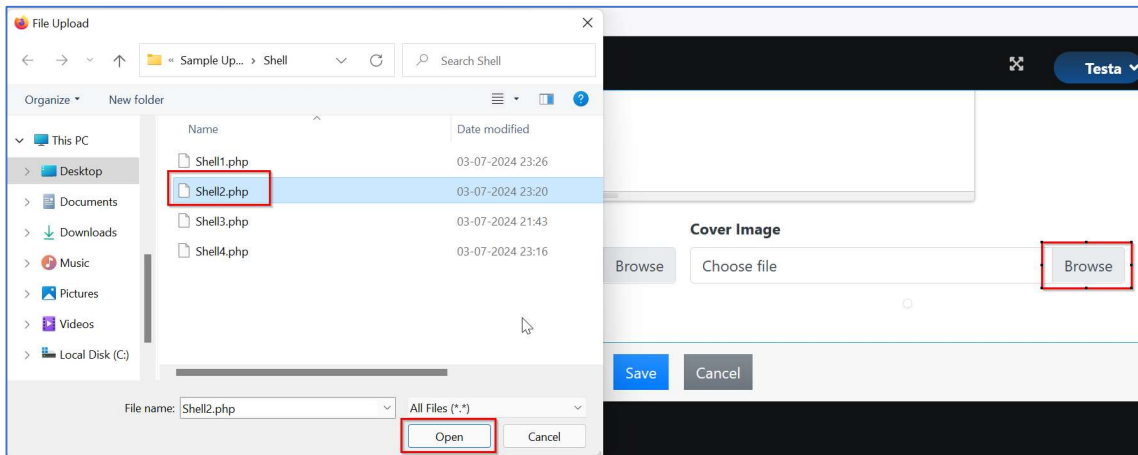 File Upload
« Sample Up... > Shell
Search Shell
Organize
New folder
Name
Date modified
This PC
Desktop
Documents
Downloads
Music
Pictures
Videos
Local Disk (C:)
Shell1.php 03-07-2024 23:26
Shell2.php 03-07-2024 23:20
Shell3.php 03-07-2024 21:43
Shell4.php 03-07-2024 23:16
File name: Shell2.php
All Files (*.*)
Open
Cancel
Testa
Cover Image
Browse
Choose file
Browse
Save
Cancel